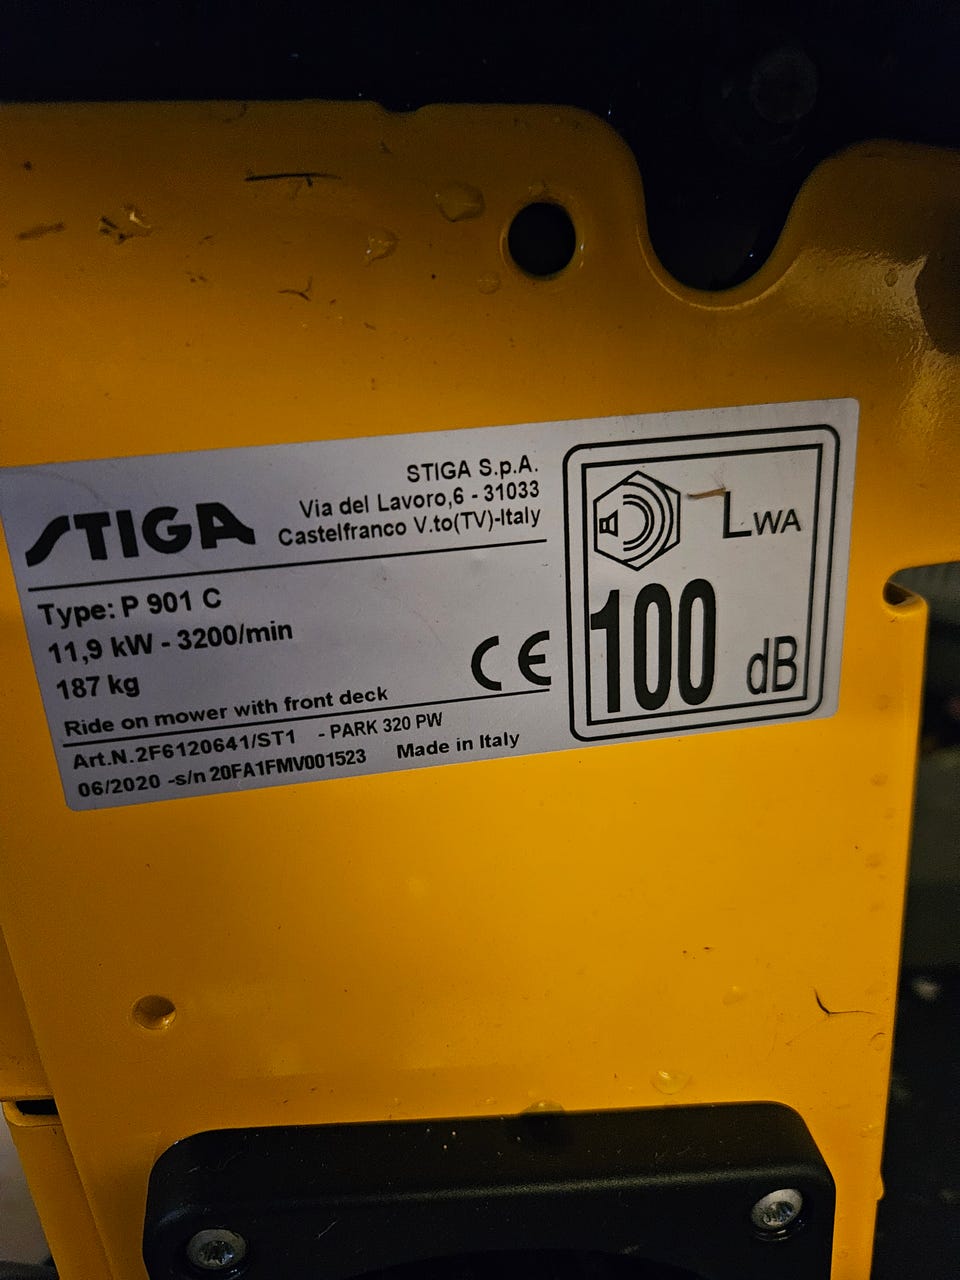 STIGA
STIGA S.p.A.
Via del Lavoro,6 - 31033
Castelfranco V.to(TV)-Italy
Type: P 901 C
11,9 kW - 3200/min
187 kg
CE
Ride on mower with front deck
Art.N.2F6120641/ST1 - PARK 320 PW
06/2020 -s/n 20FA1FMV001523 Made in Italy
LWA
100 dB